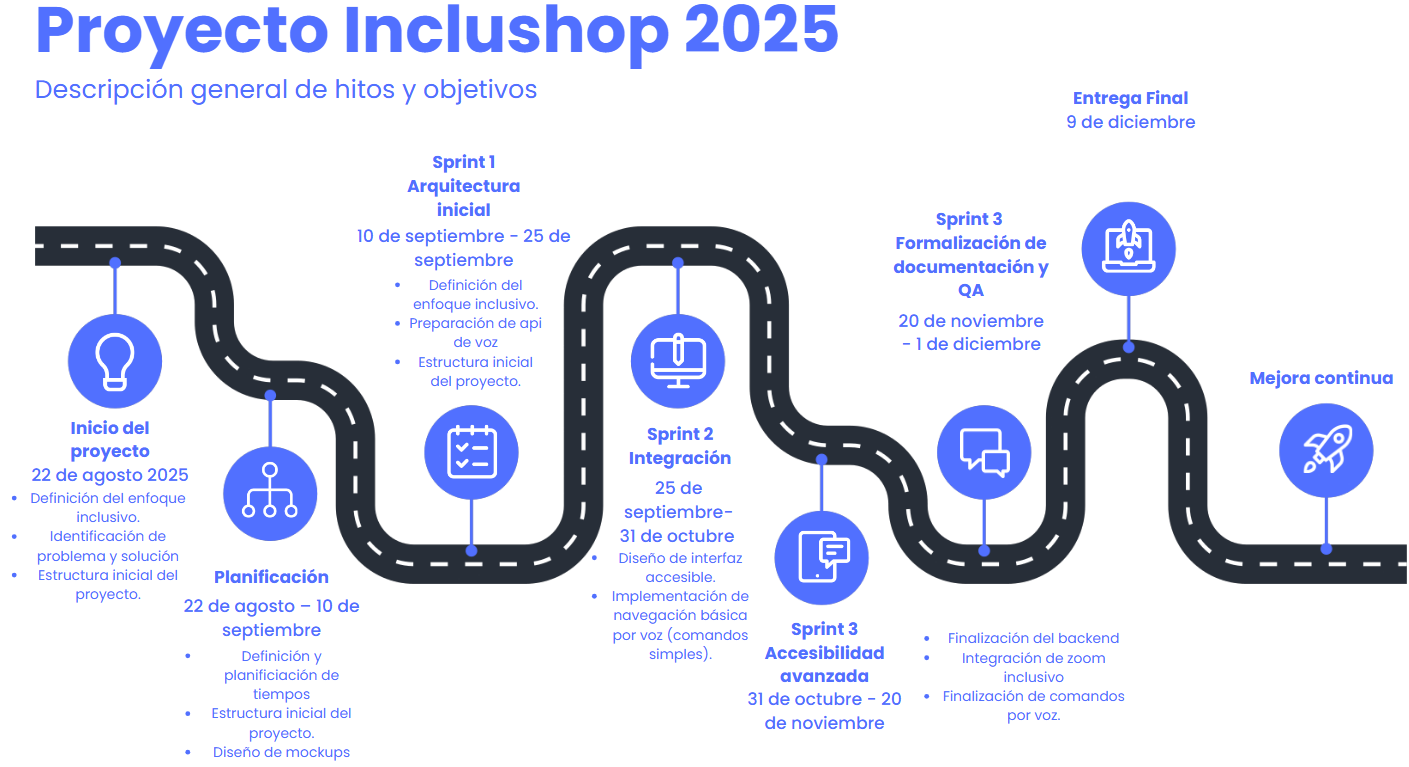 Proyecto Inclushop 2025
Descripción general de hitos y objetivos
Inicio del
proyecto
22 de agosto 2025
• Definición del enfoque
inclusivo.
• Identificación de
problema y solución
• Estructura inicial del
proyecto.
Planificación
22 de agosto – 10 de
septiembre
• Definición y
planificiación de
tiempos
• Estructura inicial del
proyecto.
• Diseño de mockups
Sprint 1
Arquitectura
inicial
10 de septiembre - 25 de
septiembre
• Definición del
enfoque inclusivo.
• Preparación de api
de voz
• Estructura inicial
del proyecto.
Sprint 2
Integración
25 de
septiembre–
31 de octubre
• Diseño de interfaz
accesible.
• Implementación de
navegación básica
por voz (comandos
simples).
Sprint 3
Accesibilidad
avanzada
31 de octubre - 20
de noviembre
Sprint 3
Formalización de
documentación y
QA
20 de noviembre
- 1 de diciembre
• Finalización del backend
• Integración de zoom
inclusivo
• Finalización de comandos
por voz.
Entrega Final
9 de diciembre
Mejora continua